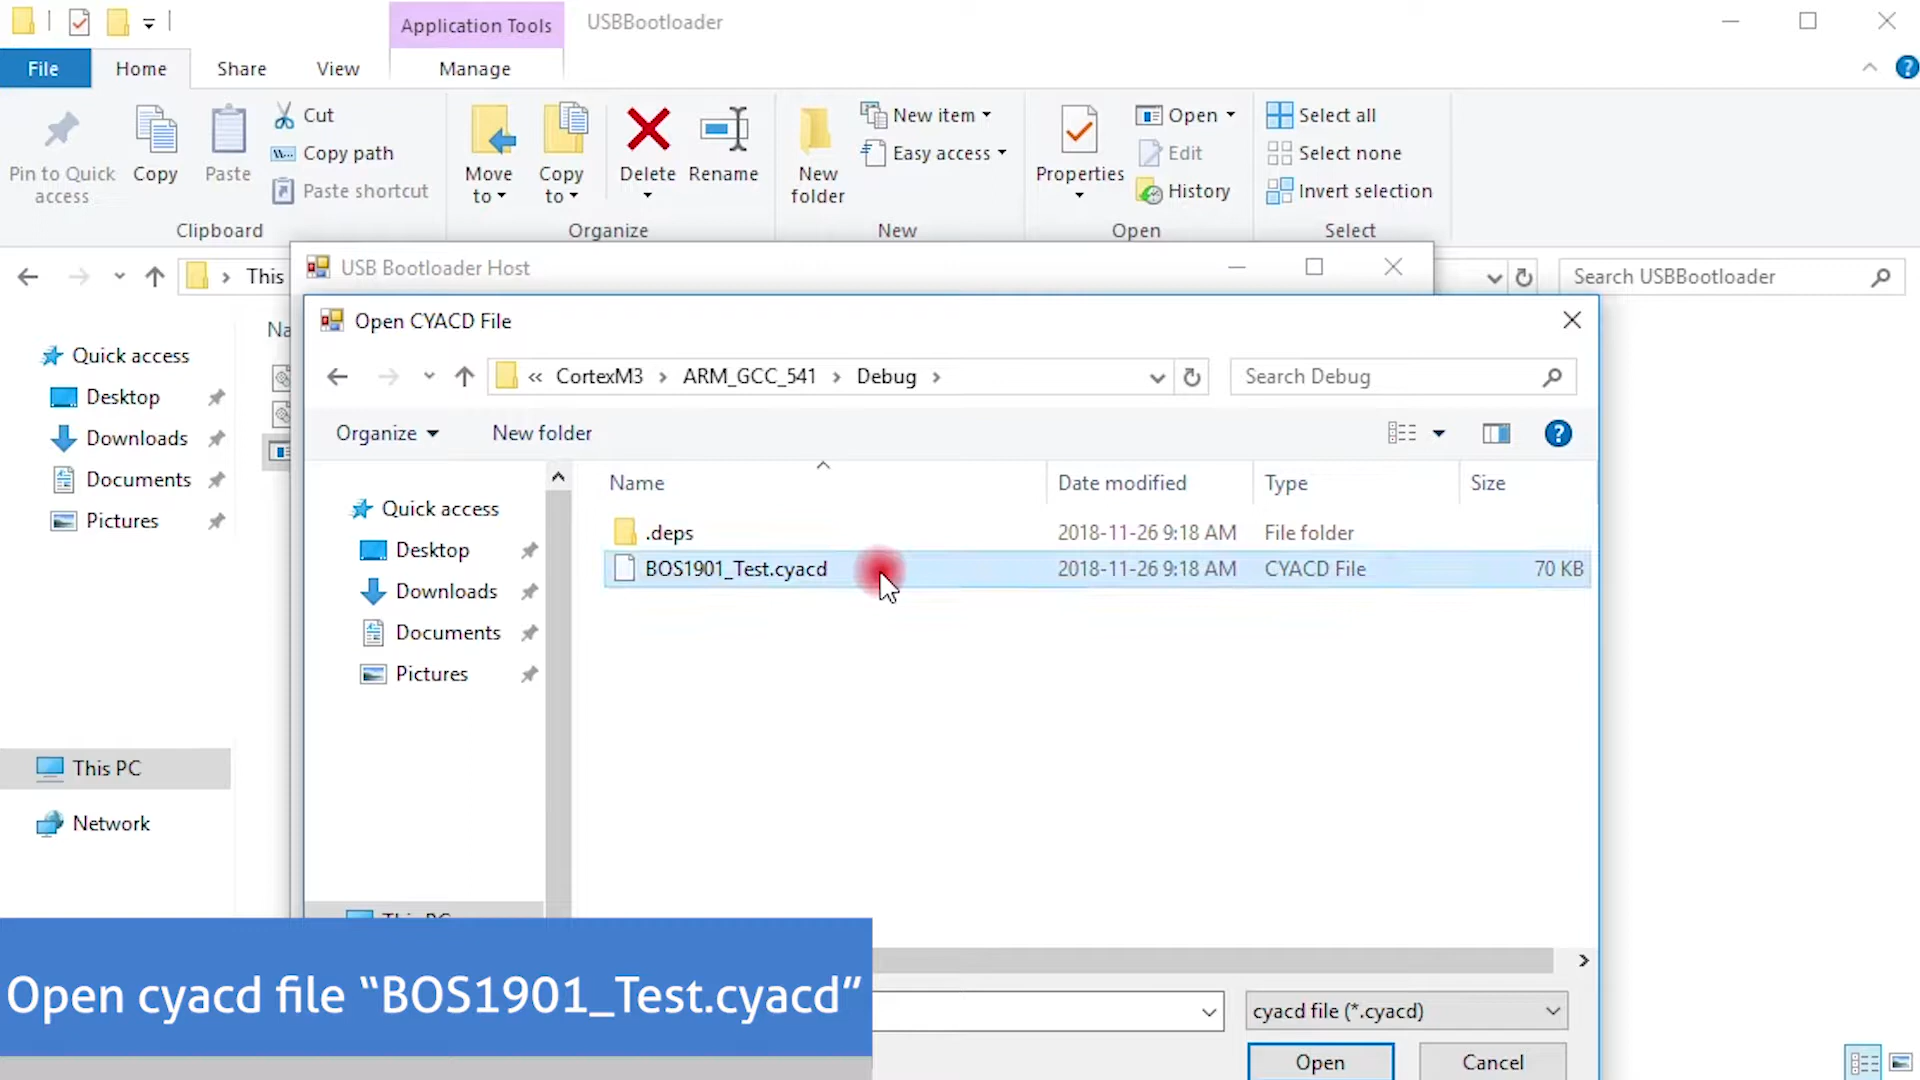 Application Tools
USBBootloader
File
Home
Share
View
Manage
Pin to Quick
access
Copy
Paste
Cut
Copy path
Paste shortcut
Clipboard
Move
to
Copy
to
Delete
Rename
Organize
New
folder
New item
Easy access
New
Properties
Open
Edit
History
Open
Select all
Select none
Invert selection
Select
This
Search USBBootloader
USB Bootloader Host
Open CYACD File
« CortexM3 > ARM_GCC_541 > Debug >
Search Debug
Organize
New folder
Na
Quick access
Desktop
Downloads
Documents
Pictures
This PC
Network
Quick access
Desktop
Downloads
Documents
Pictures
Name Date modified Type Size
.deps 2018-11-26 9:18 AM File folder
BOS1901_Test.cyacd 2018-11-26 9:18 AM CYACD File 70 KB
This PC
Open cyacd file “BOS1901_Test.cyacd”
cyacd file (*.cyacd)
Open
Cancel